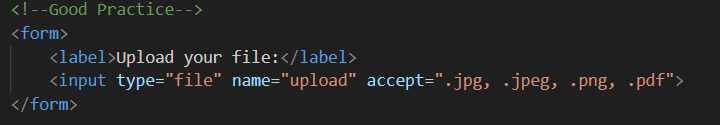 <!--Good Practice-->
<form>
    <label>Upload your file:</label>
    <input type="file" name="upload" accept=".jpg, .jpeg, .png, .pdf">
</form>